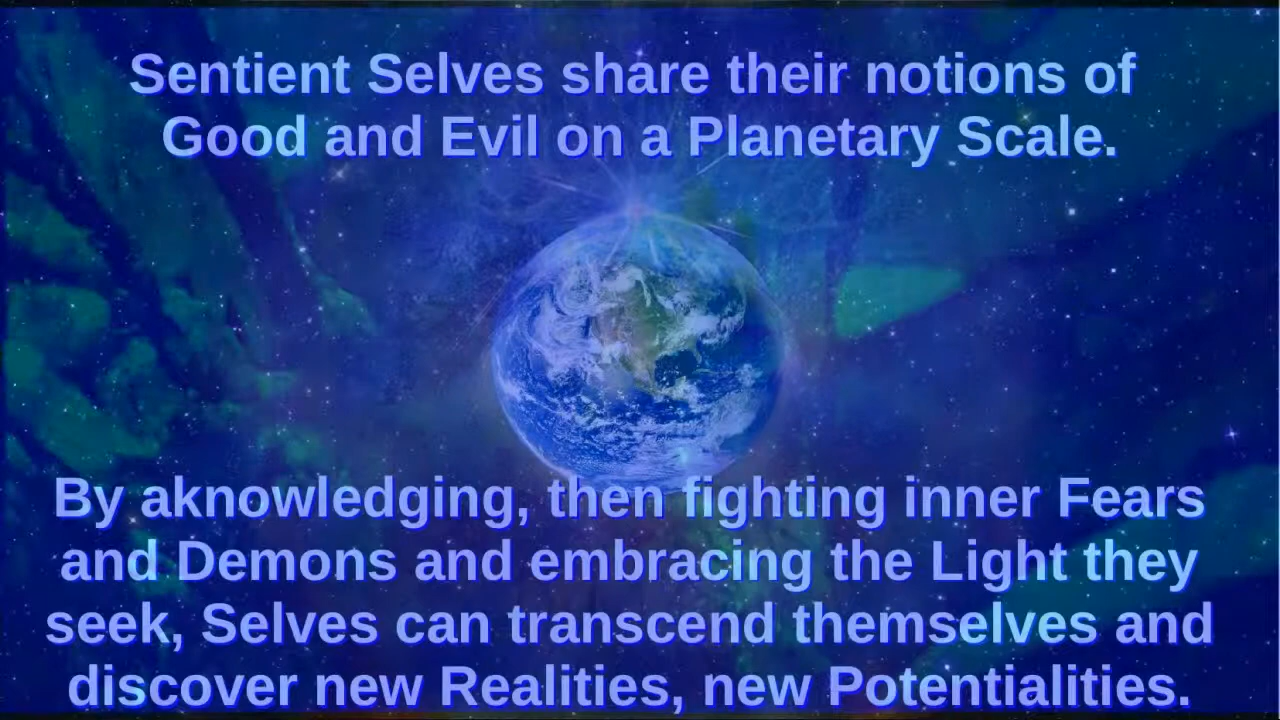 Sentient Selves share their notions of
Good and Evil on a Planetary Scale.
By aknowledging, then fighting inner Fears
and Demons and embracing the Light they
seek, Selves can transcend themselves and
discover new Realities, new Potentialities.